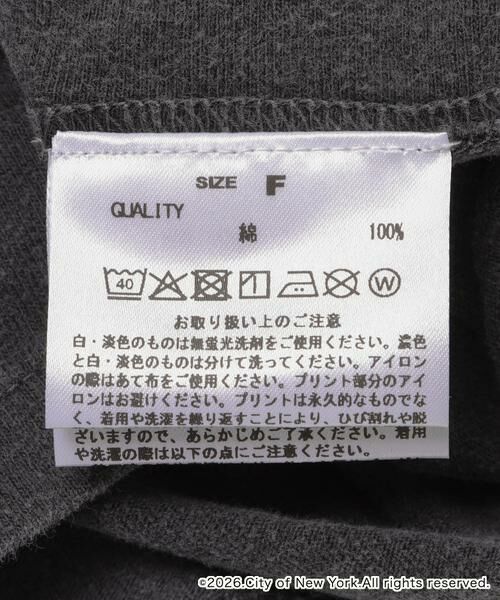 SIZE F
QUALITY
綿 100%
40
W
お取り扱い上のご注意
白・淡色のものは無蛍光洗剤をご使用ください。濃色
と白・淡色のものは分けて洗ってください。アイロン
の際はあて布をご使用ください。プリント部分のアイ
ロンはお避けください。プリントは永久的なものでな
く、着用や洗濯を繰り返すことにより、ひび割れや脱
ざいますので、あらかじめご了承ください。着用
や洗濯の際は以下の点にご注意ください。
©2026.City of New York.All rights reserved.